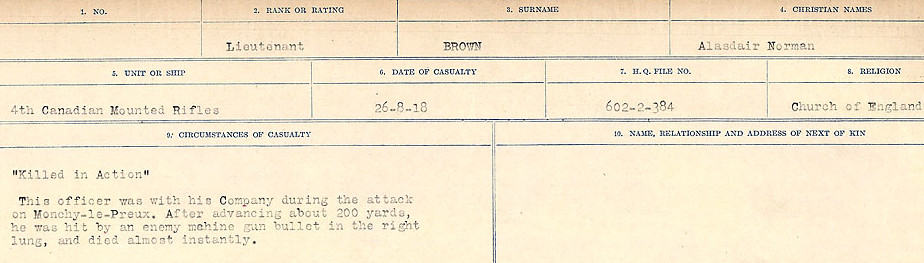 1. NO. 2. RANK OR RATING 3. SURNAME 4. CHRISTIAN NAMES
Lieutenant BROWN Alasdair Norman
5. UNIT OR SHIP 6. DATE OF CASUALTY 7. H.Q. FILE NO. 8. RELIGION
4th Canadian Mounted Rifles 26-8-18 602-2-384 Church of England
9. CIRCUMSTANCES OF CASUALTY 10. NAME, RELATIONSHIP AND ADDRESS OF NEXT OF KIN
"Killed in Action"
This officer was with his Company during the attack
on Monchy-le-Preux. After advancing about 200 yards,
he was hit by an enemy mahine gun bullet in the right
lung, and died almost instantly.